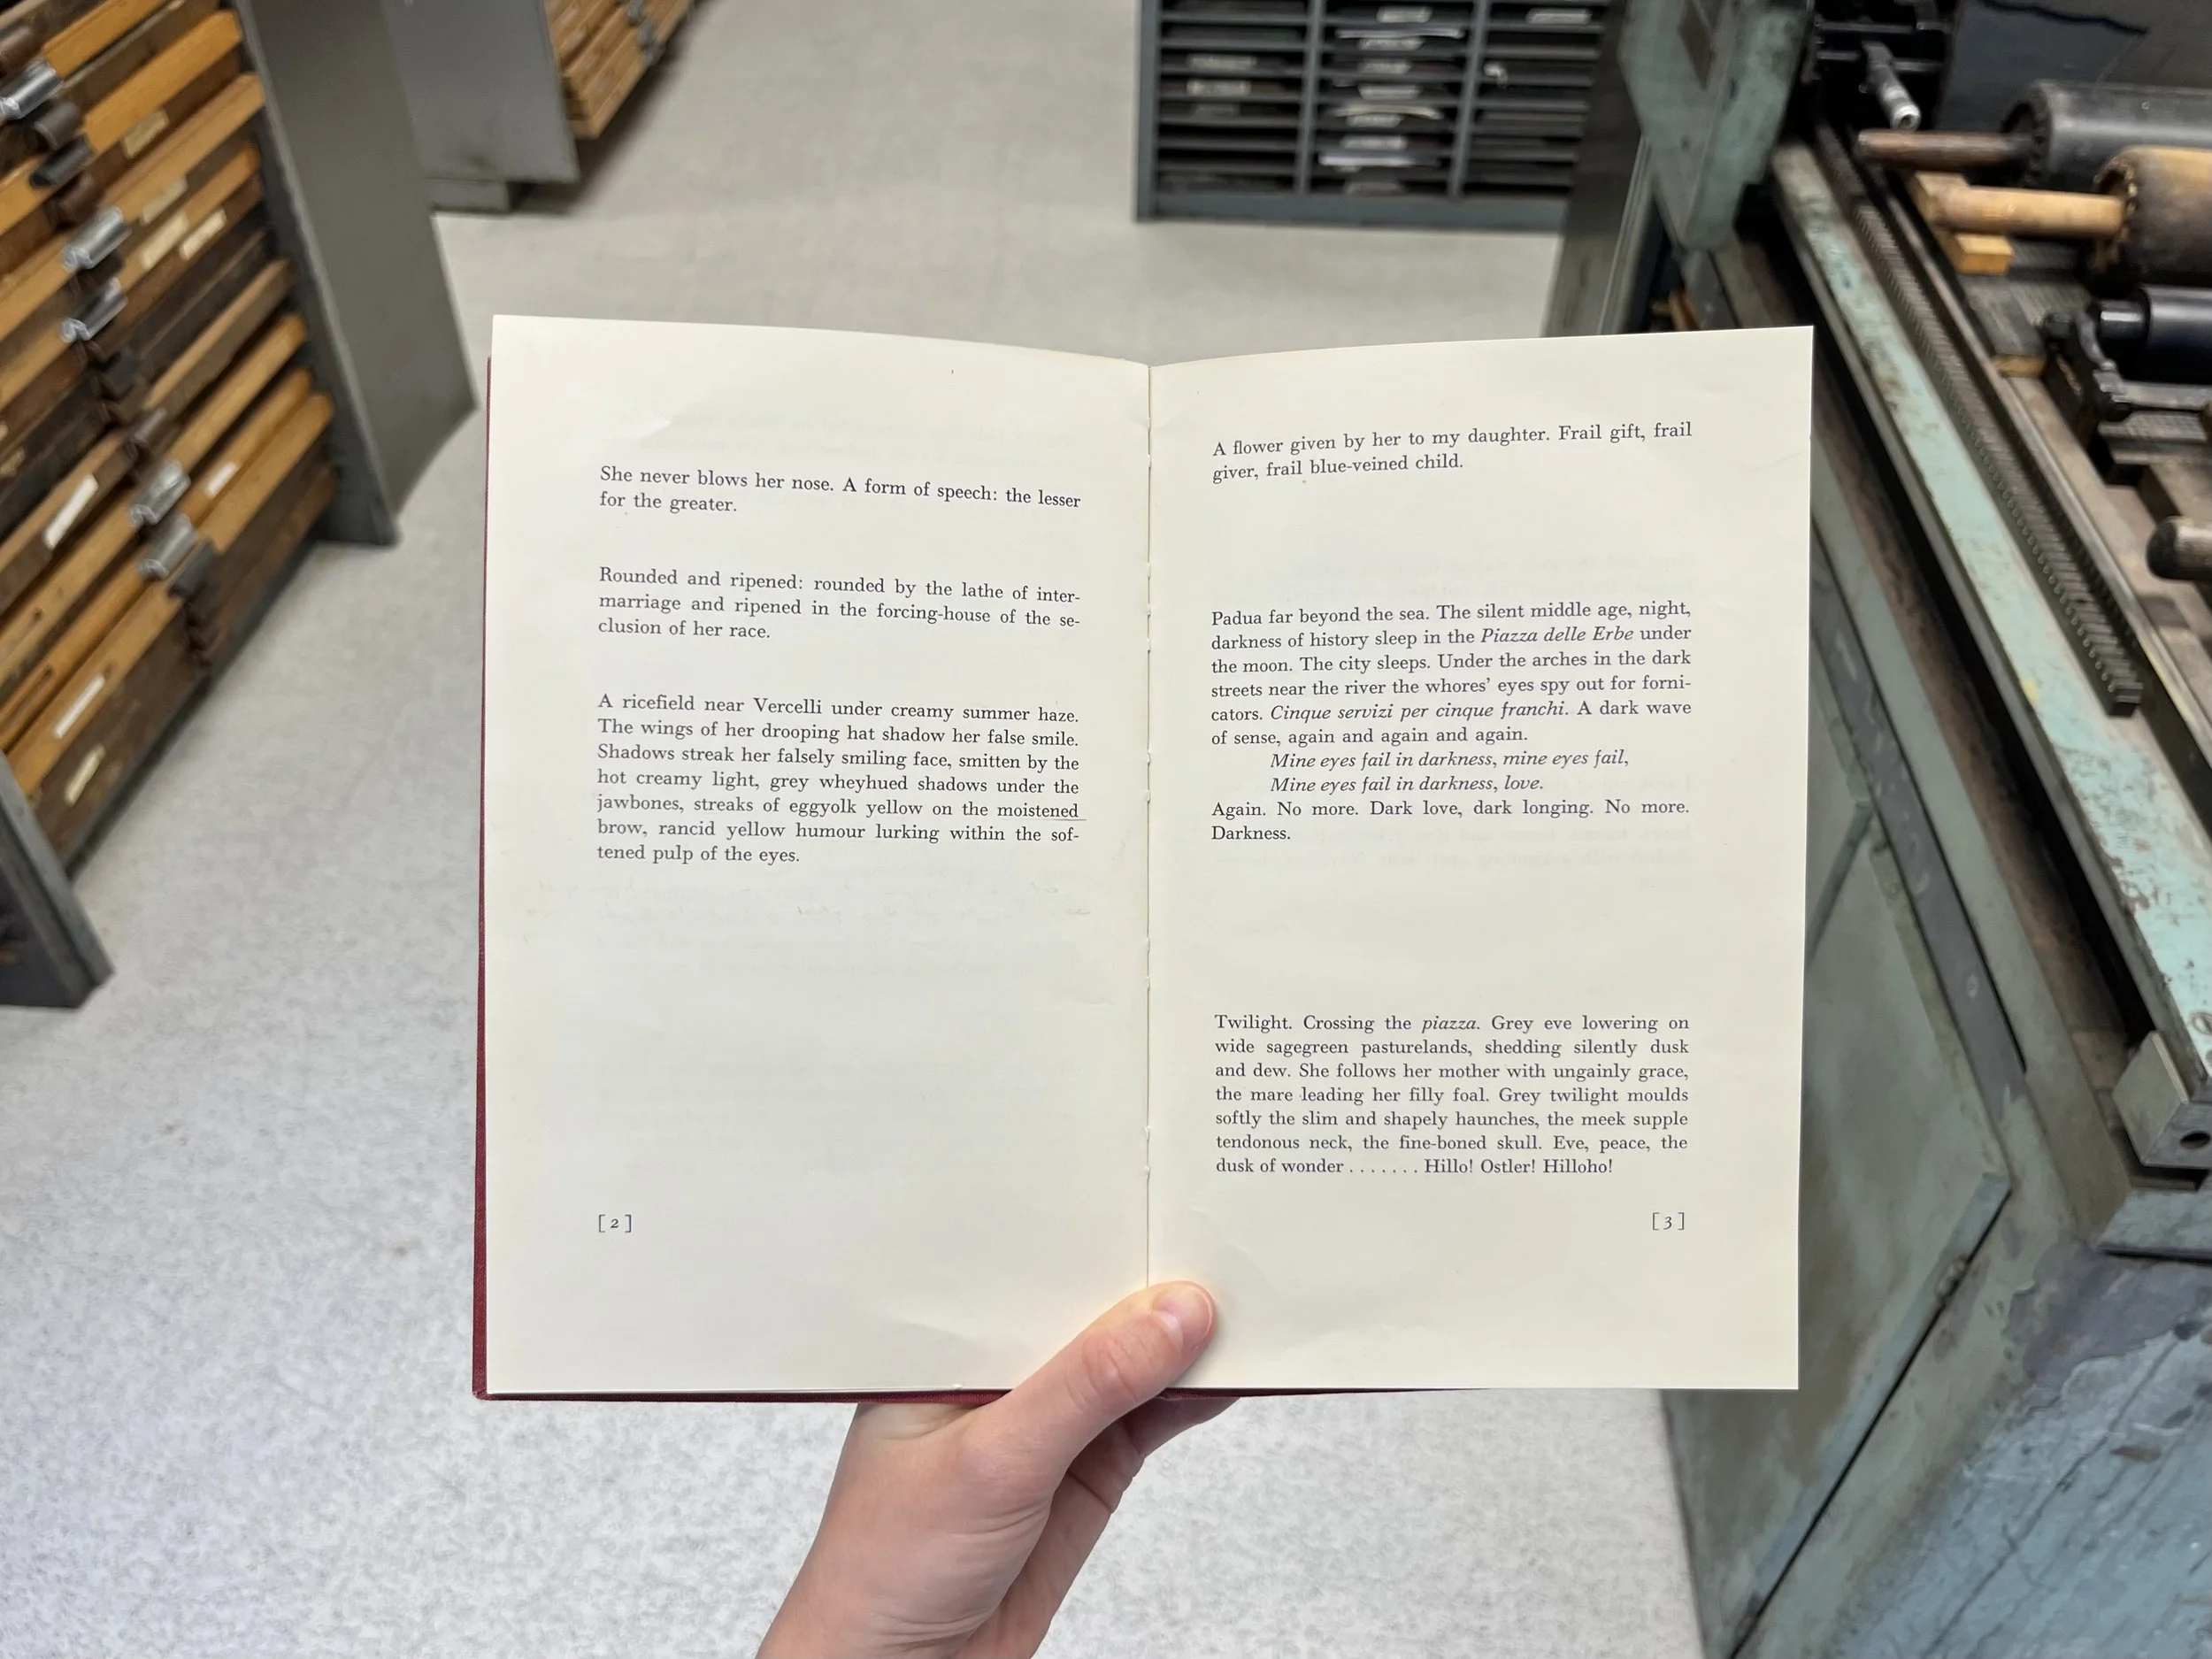 She never blows her nose. A form of speech: the lesser
for the greater.
Rounded and ripened: rounded by the lathe of inter-
marriage and ripened in the forcing-house of the se-
clusion of her race.
A ricefield near Vercelli under creamy summer haze.
The wings of her drooping hat shadow her false smile.
Shadows streak her falsely smiling face, smitten by the
hot creamy light, grey wheyhued shadows under the
jawbones, streaks of eggyolk yellow on the moistened
brow, rancid yellow humour lurking within the sof-
tened pulp of the eyes.
[ 2 ]
A flower given by her to my daughter. Frail gift, frail
giver, frail blue-veined child.
Padua far beyond the sea. The silent middle age, night,
darkness of history sleep in the Piazza delle Erbe under
the moon. The city sleeps. Under the arches in the dark
streets near the river the whores' eyes spy out for forni-
cators. Cinque servizi per cinque franchi. A dark wave
of sense, again and again and again.
Mine eyes fail in darkness, mine eyes fail,
Mine eyes fail in darkness, love.
Again. No more. Dark love, dark longing. No more.
Darkness.
Twilight. Crossing the piazza. Grey eve lowering on
wide sagegreen pasturelands, shedding silently dusk
and dew. She follows her mother with ungainly grace,
the mare leading her filly foal. Grey twilight moulds
softly the slim and shapely haunches, the meek supple
tendonous neck, the fine-boned skull. Eve, peace, the
dusk of wonder . . . . . . . Hillo! Ostler! Hilloho!
[ 3 ]